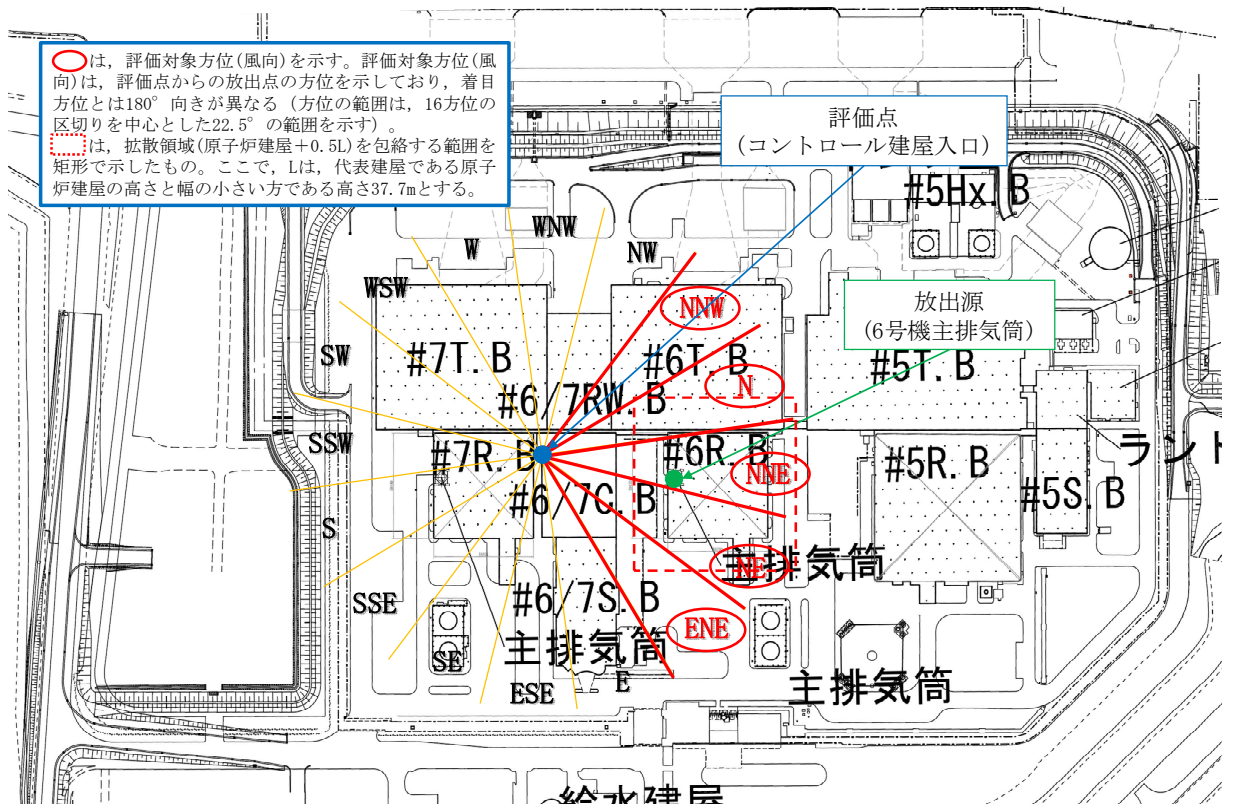 は，評価対象方位(風向)を示す。評価対象方位(風
向)は，評価点からの放出点の方位を示しており，着目
方位とは180°向きが異なる（方位の範囲は，16方位の
区切りを中心とした22.5°の範囲を示す）。
は，拡散領域(原子炉建屋＋0.5L)を包絡する範囲を
矩形で示したもの。ここで，Lは，代表建屋である原子
炉建屋の高さと幅の小さい方である高さ37.7mとする。
評価点
(コントロール建屋入口)
#5Hx.B
放出源
(6号機主排気筒)
WNW
W
NW
WSW
NNW
SW
#7T.B
#6T.B
#5T.B
N
#6/7RW.B
SSW
#7R.B
#6R.B
#5R.B
ランド
NNE
#6/7C.B
#5S.B
S
NE
主排気筒
SSE
#6/7S.B
ENE
主排気筒
SE
E
ESE
主排気筒
給水建屋